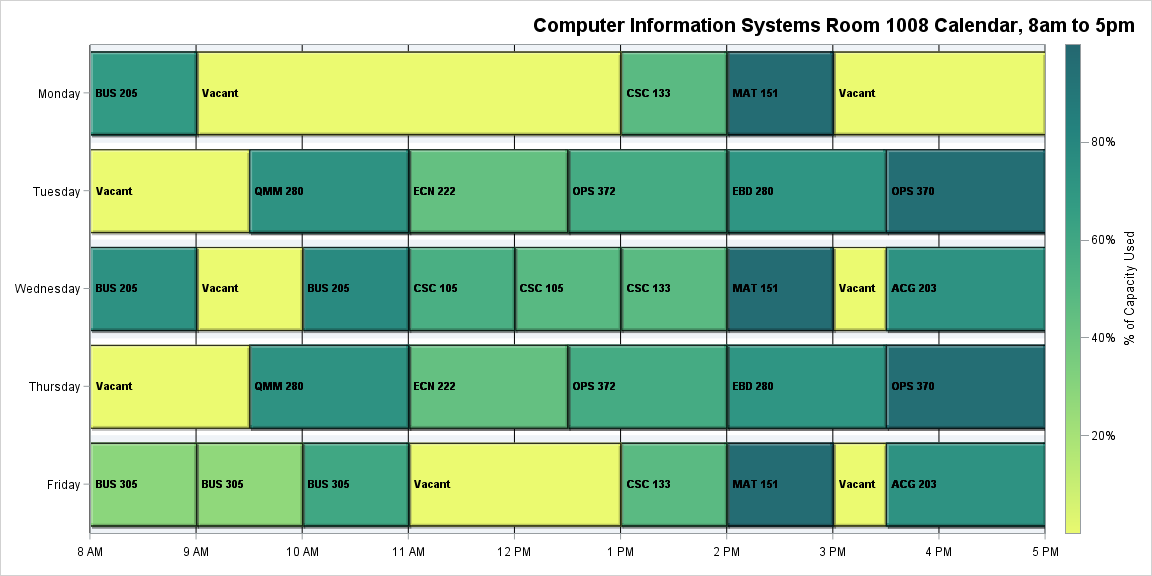 Computer Information Systems Room 1008 Calendar, 8am to 5pm
Monday
BUS 205
Vacant
CSC 133
MAT 151
Vacant
Tuesday
Vacant
QMM 280
ECN 222
OPS 372
EBD 280
OPS 370
Wednesday
BUS 205
Vacant
BUS 205
CSC 105
CSC 105
CSC 133
MAT 151
Vacant
ACG 203
Thursday
Vacant
QMM 280
ECN 222
OPS 372
EBD 280
OPS 370
Friday
BUS 305
BUS 305
BUS 305
Vacant
CSC 133
MAT 151
Vacant
ACG 203
8 AM
9 AM
10 AM
11 AM
12 PM
1 PM
2 PM
3 PM
4 PM
5 PM
80%
60%
40%
20%
% of Capacity Used